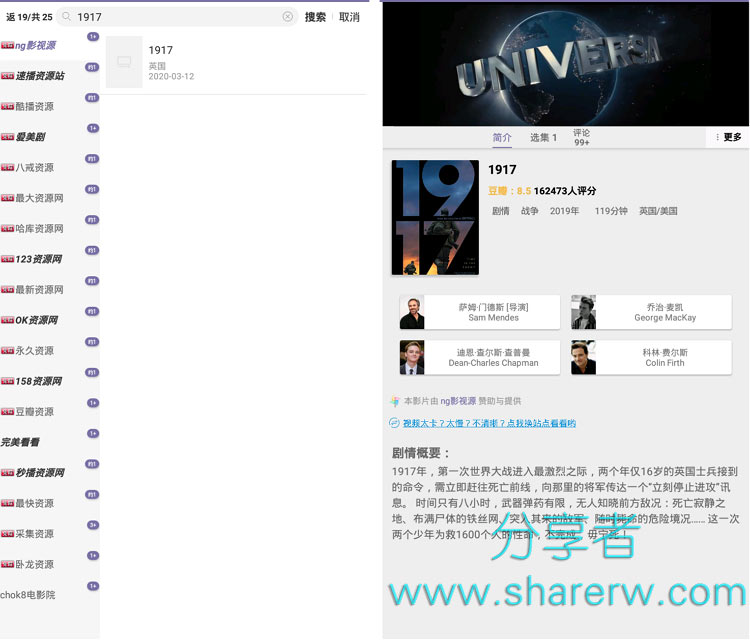 返 19/共 25
1917
搜索
取消
ng影视源
1+
速播资源站
约1
酷播资源
约1
爱美剧
1+
八戒资源
约1
最大资源网
约1
哈库资源网
约1
123资源网
约1
最新资源网
约1
OK资源网
约1
永久资源
约1
158资源网
约1
豆瓣资源
1+
完美看看
1+
秒播资源网
约1
最快资源
约1
采集资源
3+
卧龙资源
1+
chok8电影院
1+
1917
英国
2020-03-12
UNIVERSA
简介
选集 1
评论
99+
更多
1917
豆瓣：8.5 162473人评分
剧情 战争 2019年 119分钟 英国/美国
1917
萨姆·门德斯 [导演]
Sam Mendes
乔治·麦凯
George MacKay
迪恩·查尔斯·查普曼
Dean-Charles Chapman
科林·费尔斯
Colin Firth
本影片由 ng影视源 赞助与提供
视频太卡？太慢？不清晰？点我换站点看看哟
剧情概要：
1917年，第一次世界大战进入最激烈之际，两个年仅16岁的英国士兵接到
的命令，需立即赶往死亡前线，向那里的将军传达一个“立刻停止进攻”讯
息。 时间只有八小时，武器弹药有限，无人知晓前方敌况：死亡寂静之
地、布满尸体的铁丝网、突入其来的敌军、随时毙命的危险境况…… 这一次
两个少年为救1600个人的性命，不完成，毋宁死！
分享者
www.sharerw.com